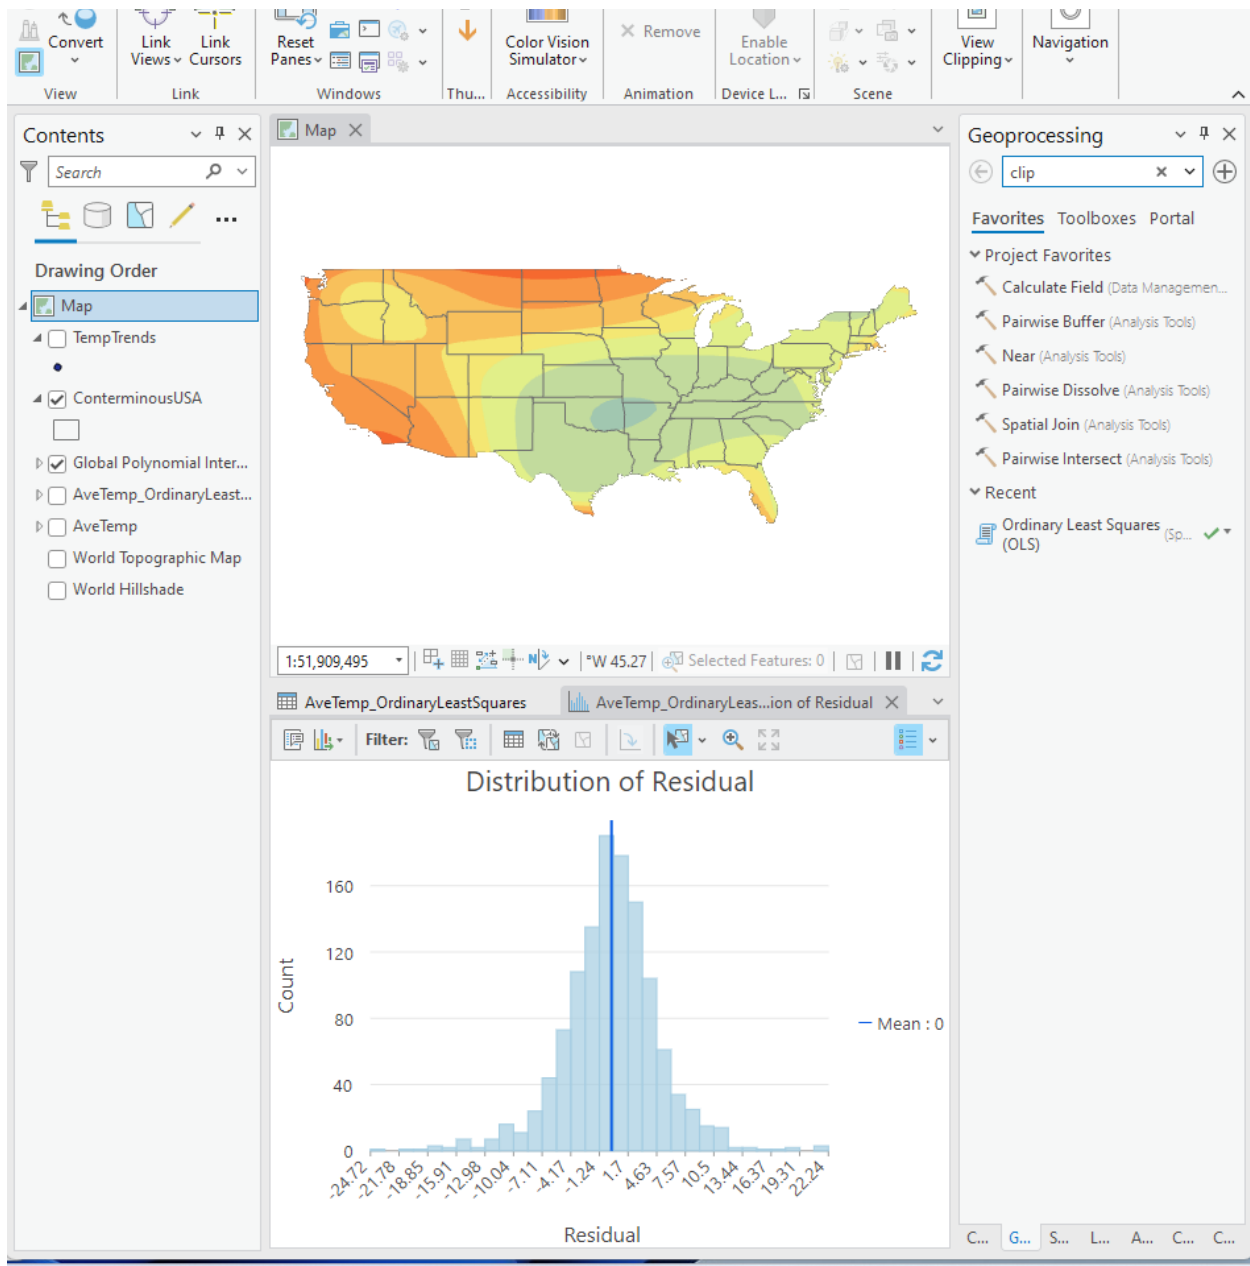 Convert
Link Views
Link Cursors
Reset Panes
Color Vision Simulator
Remove
Enable Location
View Clipping
Navigation
View
Link
Windows
Thu...
Accessibility
Animation
Device L...
Scene
Contents
Search
Drawing Order
Map
TempTrends
ConterminousUSA
Global Polynomial Inter...
AveTemp_OrdinaryLeast...
AveTemp
World Topographic Map
World Hillshade
Map
1:51,909,495
°W 45.27
Selected Features: 0
AveTemp_OrdinaryLeastSquares
AveTemp_OrdinaryLeas...ion of Residual
Filter:
Distribution of Residual
Count
160
120
80
40
0
-24.72
-21.78
-18.85
-15.91
-12.98
-10.04
-7.11
-4.17
-1.24
1.7
4.63
7.57
10.5
13.44
16.37
19.31
22.24
Residual
Mean : 0
Geoprocessing
clip
Favorites Toolboxes Portal
Project Favorites
Calculate Field (Data Managemen...
Pairwise Buffer (Analysis Tools)
Near (Analysis Tools)
Pairwise Dissolve (Analysis Tools)
Spatial Join (Analysis Tools)
Pairwise Intersect (Analysis Tools)
Recent
Ordinary Least Squares (Sp...
(OLS)
C... G... S... L... A... C... C...